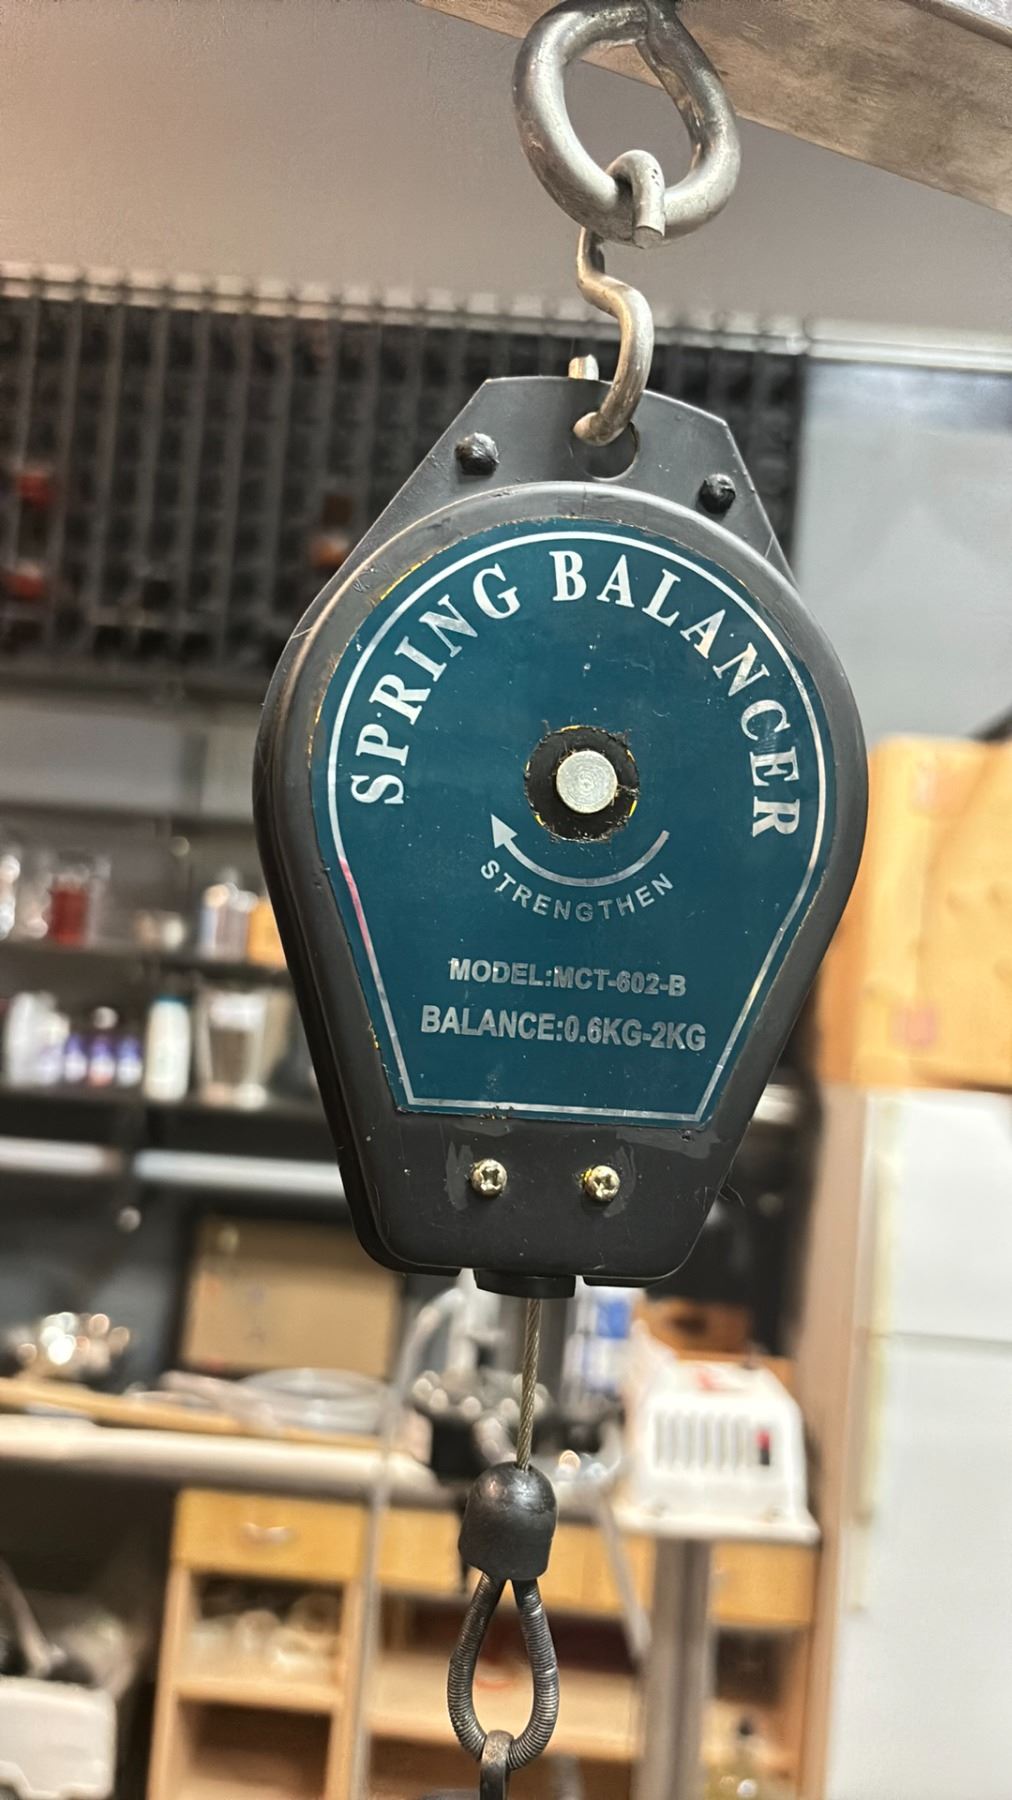 SPRING BALANCER
STRENGTHEN
MODEL:MCT-602-B
BALANCE:0.6KG-2KG